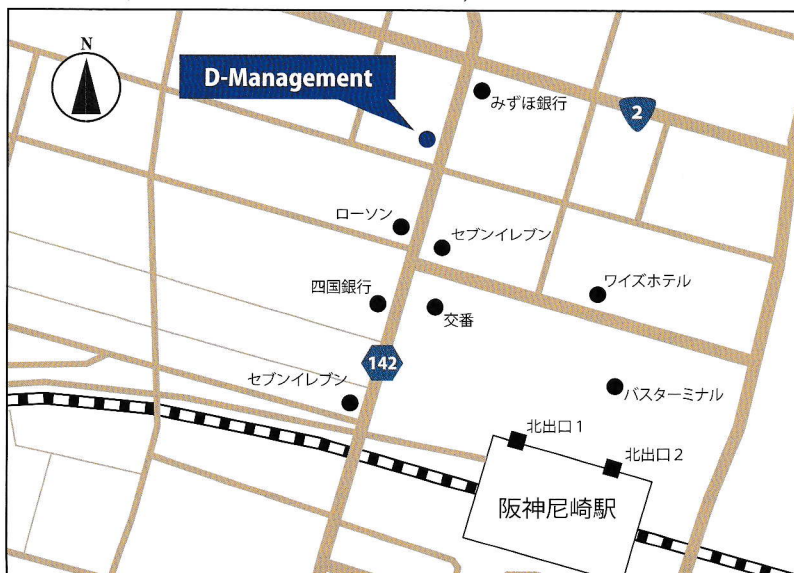 N
D-Management
みずほ銀行
2
ローソン
セブンイレブン
四国銀行
ワイズホテル
交番
142
セブンイレブン
バスターミナル
北出口1
北出口2
阪神尼崎駅